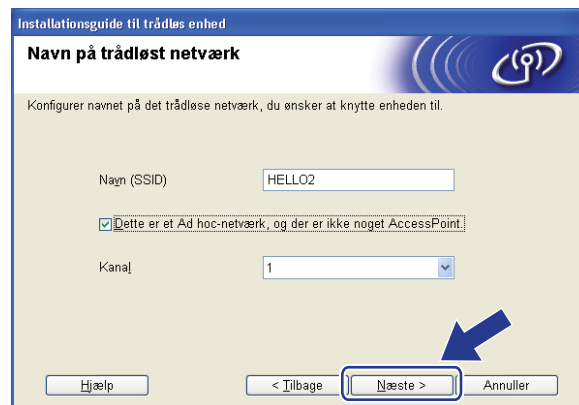 Installationsguide til trådløs enhed
Navn på trådløst netværk
Konfigurer navnet på det trådløse netværk, du ønsker at knytte enheden til.
Navn (SSID) HELLO2
Dette er et Ad hoc-netværk, og der er ikke noget AccessPoint.
Kanal 1
Hjælp < Tilbage Næste > Annuller